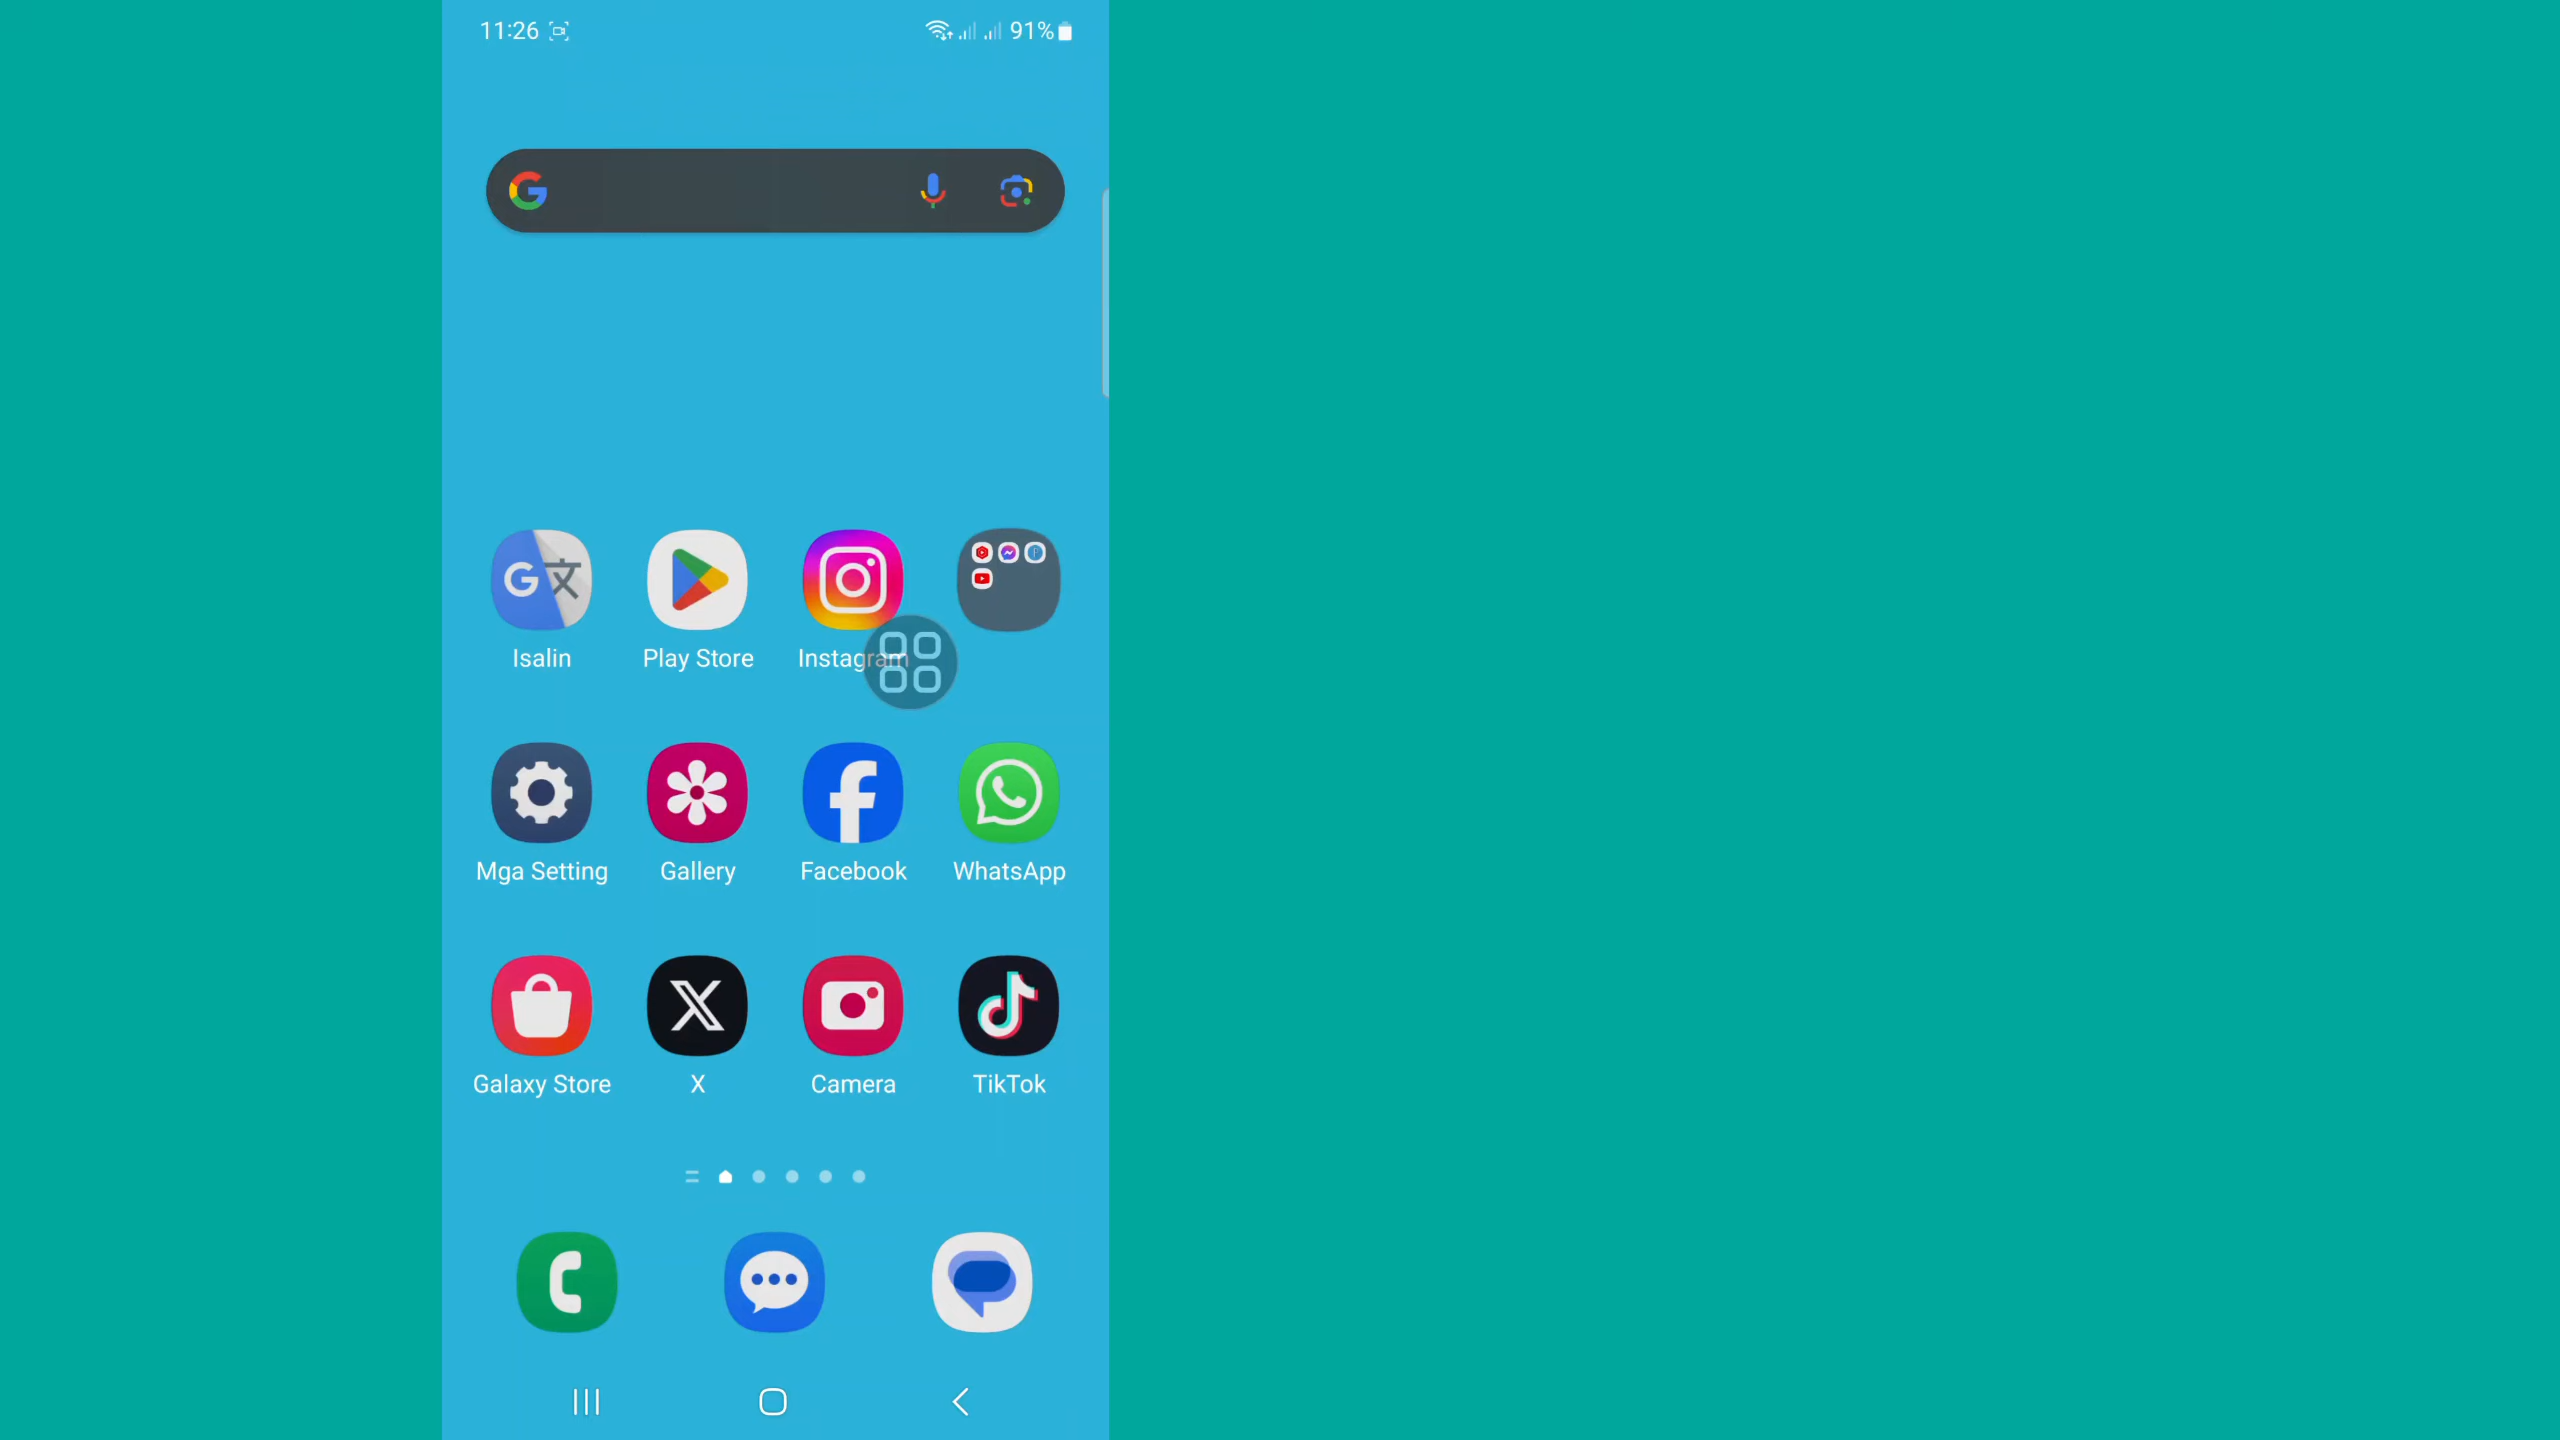 11:26 91%
Isalin Play Store Instagram
Mga Setting Gallery Facebook WhatsApp
Galaxy Store X Camera TikTok